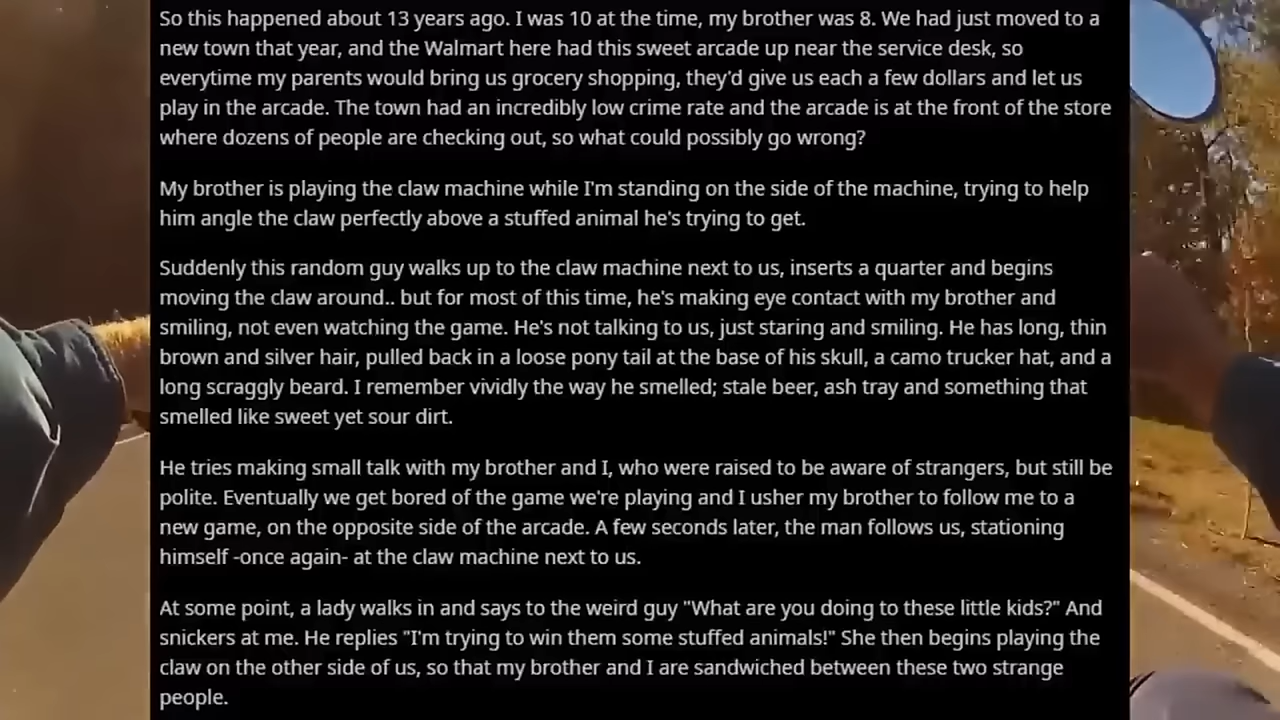 So this happened about 13 years ago. I was 10 at the time, my brother was 8. We had just moved to a
new town that year, and the Walmart here had this sweet arcade up near the service desk, so
everytime my parents would bring us grocery shopping, they'd give us each a few dollars and let us
play in the arcade. The town had an incredibly low crime rate and the arcade is at the front of the store
where dozens of people are checking out, so what could possibly go wrong?
My brother is playing the claw machine while I'm standing on the side of the machine, trying to help
him angle the claw perfectly above a stuffed animal he's trying to get.
Suddenly this random guy walks up to the claw machine next to us, inserts a quarter and begins
moving the claw around.. but for most of this time, he's making eye contact with my brother and
smiling, not even watching the game. He's not talking to us, just staring and smiling. He has long, thin
brown and silver hair, pulled back in a loose pony tail at the base of his skull, a camo trucker hat, and a
long scraggly beard. I remember vividly the way he smelled; stale beer, ash tray and something that
smelled like sweet yet sour dirt.
He tries making small talk with my brother and I, who were raised to be aware of strangers, but still be
polite. Eventually we get bored of the game we're playing and I usher my brother to follow me to a
new game, on the opposite side of the arcade. A few seconds later, the man follows us, stationing
himself -once again- at the claw machine next to us.
At some point, a lady walks in and says to the weird guy "What are you doing to these little kids?" And
snickers at me. He replies "I'm trying to win them some stuffed animals!" She then begins playing the
claw on the other side of us, so that my brother and I are sandwiched between these two strange
people.